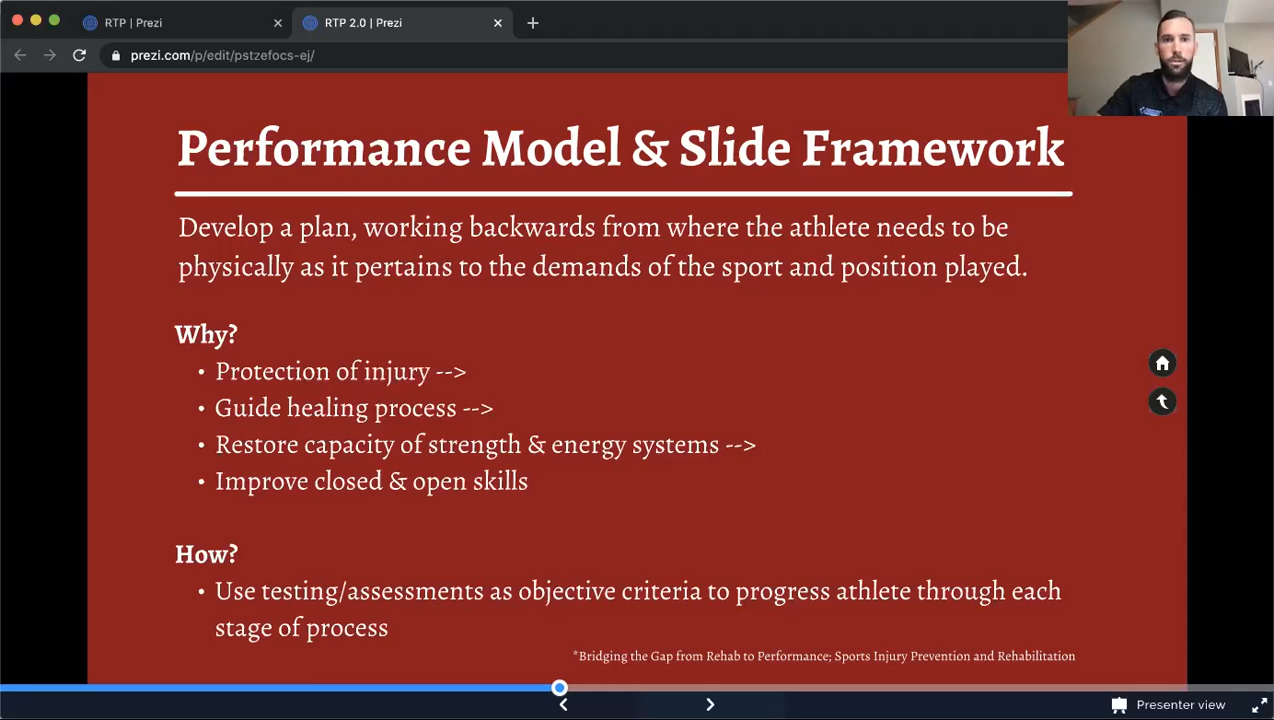 RTP | Prezi
RTP 2.0 | Prezi
prezi.com/p/edit/pstzefocs-ej/
Performance Model & Slide Framework
Develop a plan, working backwards from where the athlete needs to be
physically as it pertains to the demands of the sport and position played.
Why?
• Protection of injury -->
• Guide healing process -->
• Restore capacity of strength & energy systems -->
• Improve closed & open skills
How?
• Use testing/assessments as objective criteria to progress athlete through each
stage of process
*Bridging the Gap from Rehab to Performance; Sports Injury Prevention and Rehabilitation
Presenter view